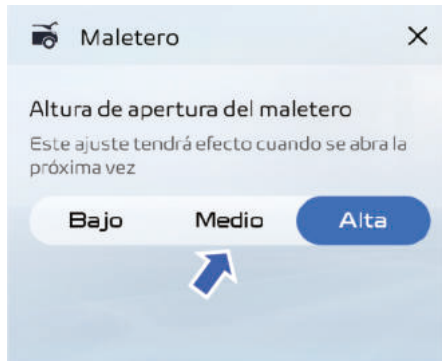 Maletero
Altura de apertura del maletero
Este ajuste tendrá efecto cuando se abra la
próxima vez
Bajo Medio Alta